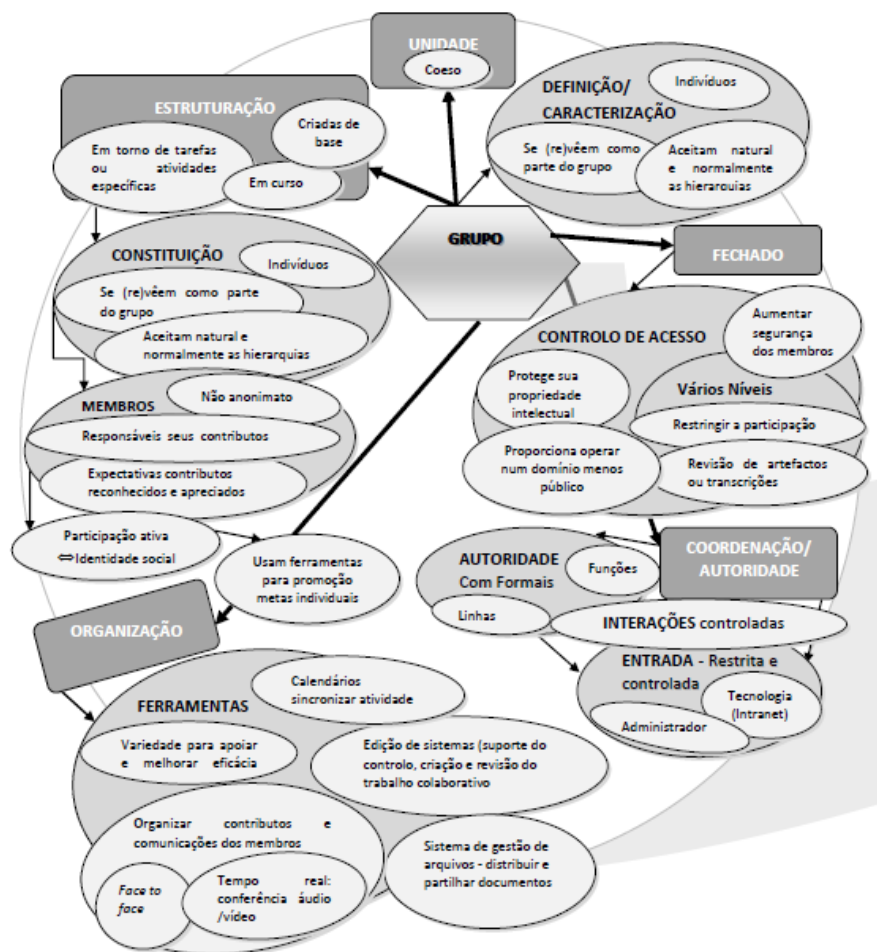 UNIDADE
Coeso
ESTRUTURAÇÃO
Criadas de
base
Em torno de tarefas
ou atividades
específicas
Em curso
DEFINIÇÃO/
CARACTERIZAÇÃO
Indivíduos
Se (re)vêem como
parte do grupo
Aceitam natural
e normalmente
as hierarquias
GRUPO
FECHADO
CONSTITUIÇÃO
Indivíduos
Se (re)vêem como parte
do grupo
Aceitam natural e
normalmente as hierarquias
CONTROLO DE ACESSO
Aumentar
segurança
dos membros
Protege sua
propriedade
intelectual
Vários Níveis
Restringir a participação
Proporciona operar
num domínio menos
público
Revisão de artefactos
ou transcrições
MEMBROS
Não anonimato
Responsáveis seus contributos
Expectativas contributos
reconhecidos e apreciados
Participação ativa
⇔Identidade social
Usam ferramentas
para promoção
metas individuais
COORDENAÇÃO/
AUTORIDADE
AUTORIDADE
Com Formais
Funções
Linhas
INTERAÇÕES controladas
ENTRADA - Restrita e
controlada
Tecnologia
(Intranet)
Administrador
ORGANIZAÇÃO
FERRAMENTAS
Calendários
sincronizar atividade
Variedade para apoiar
e melhorar eficácia
Edição de sistemas (suporte do
controlo, criação e revisão do
trabalho colaborativo
Organizar contributos e
comunicações dos membros
Face to
face
Tempo real:
conferência áudio
/vídeo
Sistema de gestão de
arquivos - distribuir e
partilhar documentos